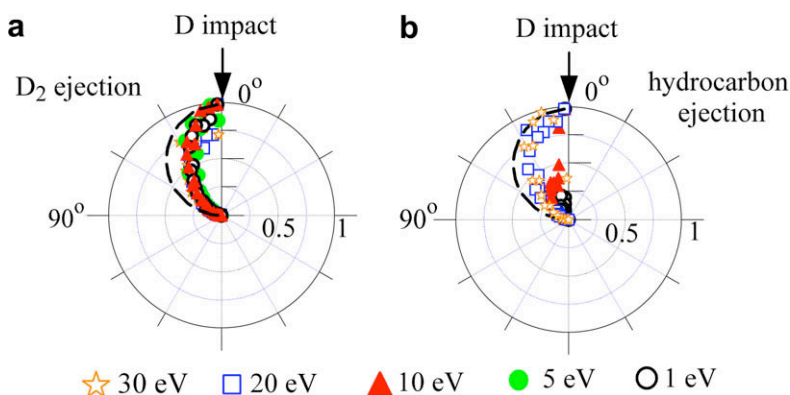 a
D impact
b
D impact
D₂ ejection
0°
0°
hydrocarbon
ejection
90°
0.5
1
90°
0.5
1
30 eV
20 eV
10 eV
5 eV
1 eV